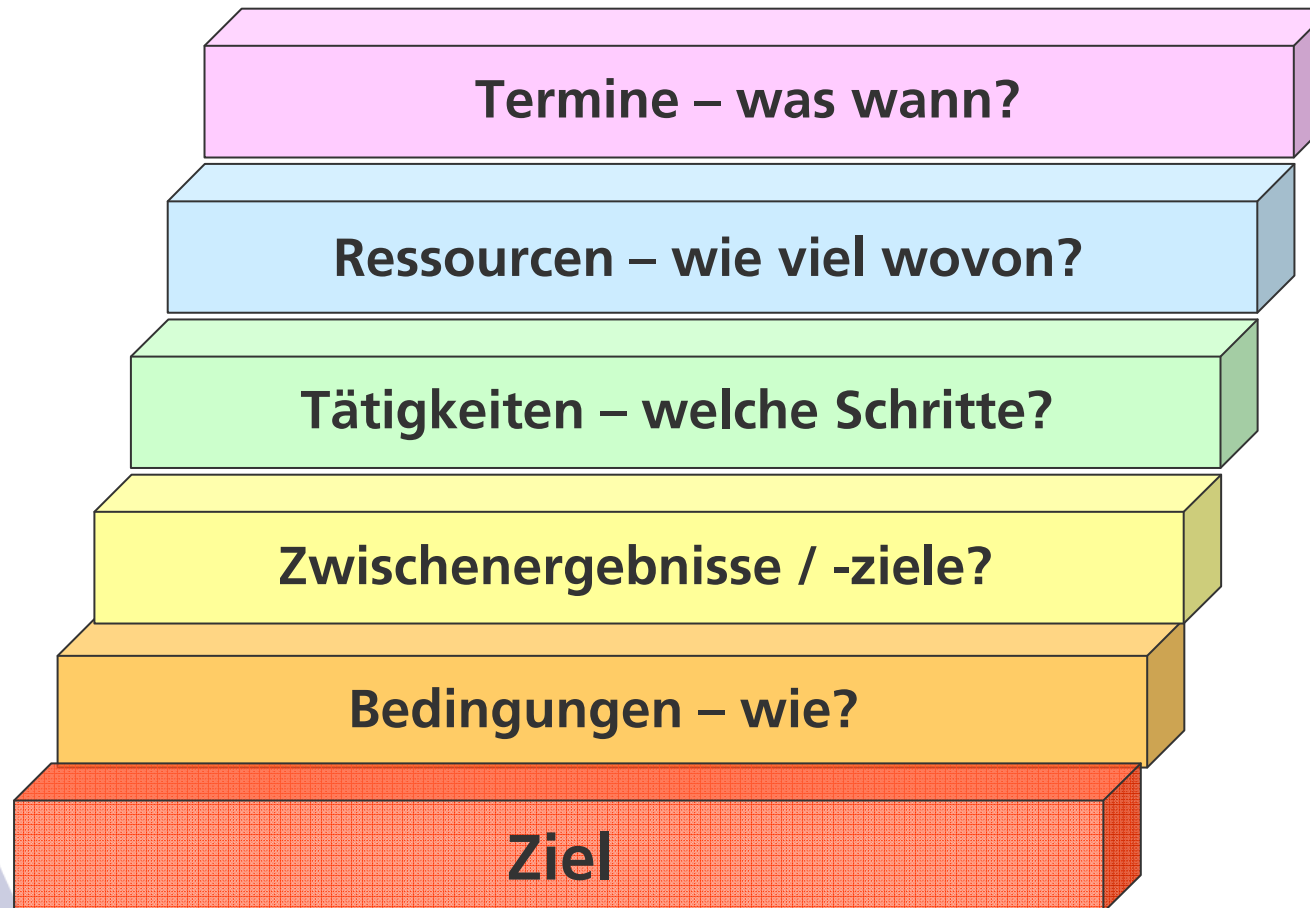 Termine – was wann?
Ressourcen – wie viel wovon?
Tätigkeiten – welche Schritte?
Zwischenergebnisse / -ziele?
Bedingungen – wie?
Ziel